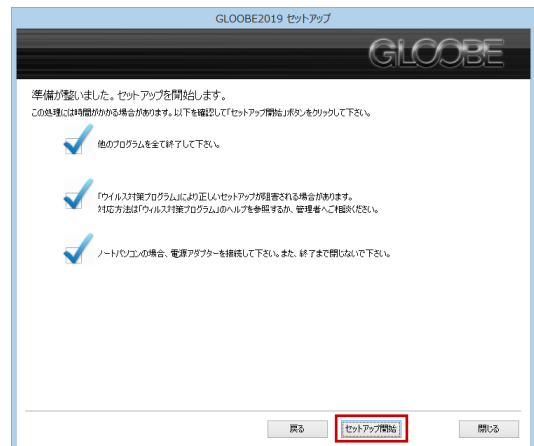 GLOOBE2019 セットアップ
GLOOBE
準備が整いました。セットアップを開始します。
この処理には時間がかかる場合があります。以下を確認して「セットアップ開始」ボタンをクリックして下さい。
他のプログラムを全て終了して下さい。
「ウイルス対策プログラム」により正しいセットアップが阻害される場合があります。
対応方法は「ウィルス対策プログラム」のヘルプを参照するか、管理者へご相談ください。
ノートパソコンの場合、電源アダプターを接続して下さい。また、終了まで閉じないで下さい。
戻る
セットアップ開始
閉じる